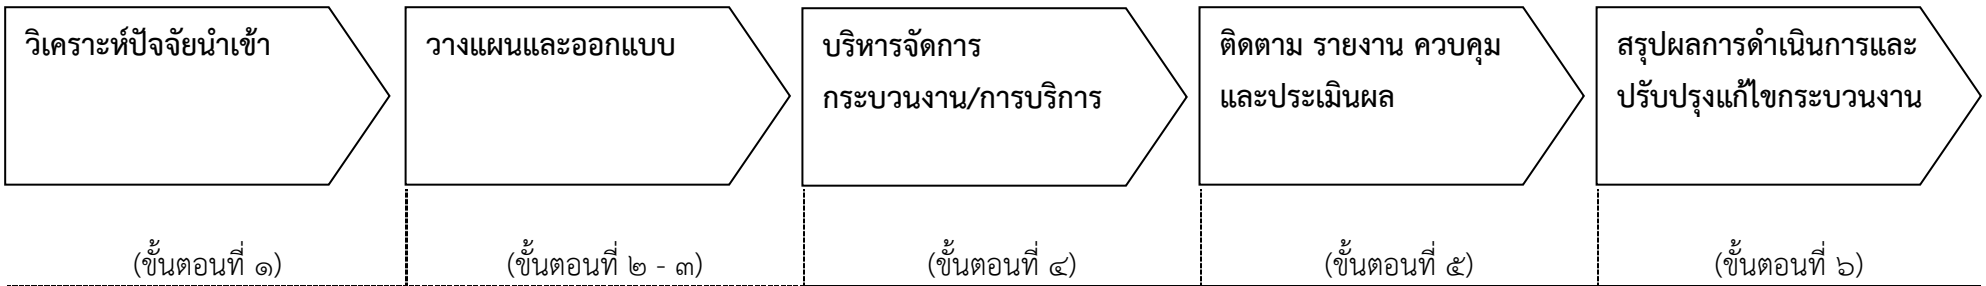 วิเคราะห์ปัจจัยนำเข้า
วางแผนและออกแบบ
บริหารจัดการ
กระบวนงาน/การบริการ
ติดตาม รายงาน ควบคุม
และประเมินผล
สรุปผลการดำเนินการและ
ปรับปรุงแก้ไขกระบวนงาน
(ขั้นตอนที่ ๑)
(ขั้นตอนที่ ๒ - ๓)
(ขั้นตอนที่ ๔)
(ขั้นตอนที่ ๕)
(ขั้นตอนที่ ๖)